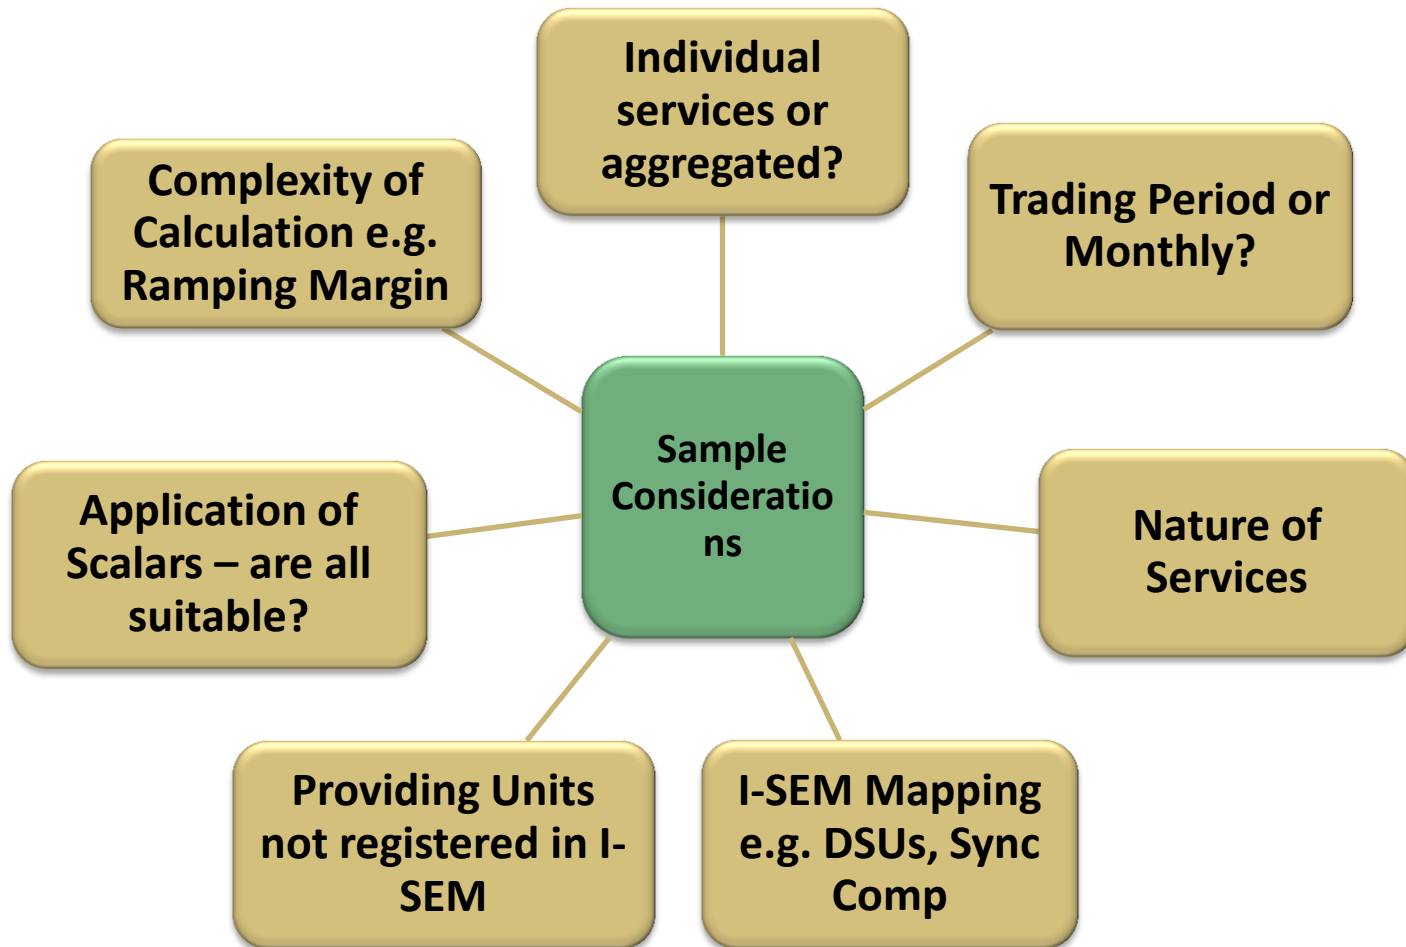 Individual
services or
aggregated?
Trading Period or
Monthly?
Nature of
Services
I-SEM Mapping
e.g. DSUs, Sync
Comp
Providing Units
not registered in I-
SEM
Application of
Scalars – are all
suitable?
Complexity of
Calculation e.g.
Ramping Margin
Sample
Consideratio
ns